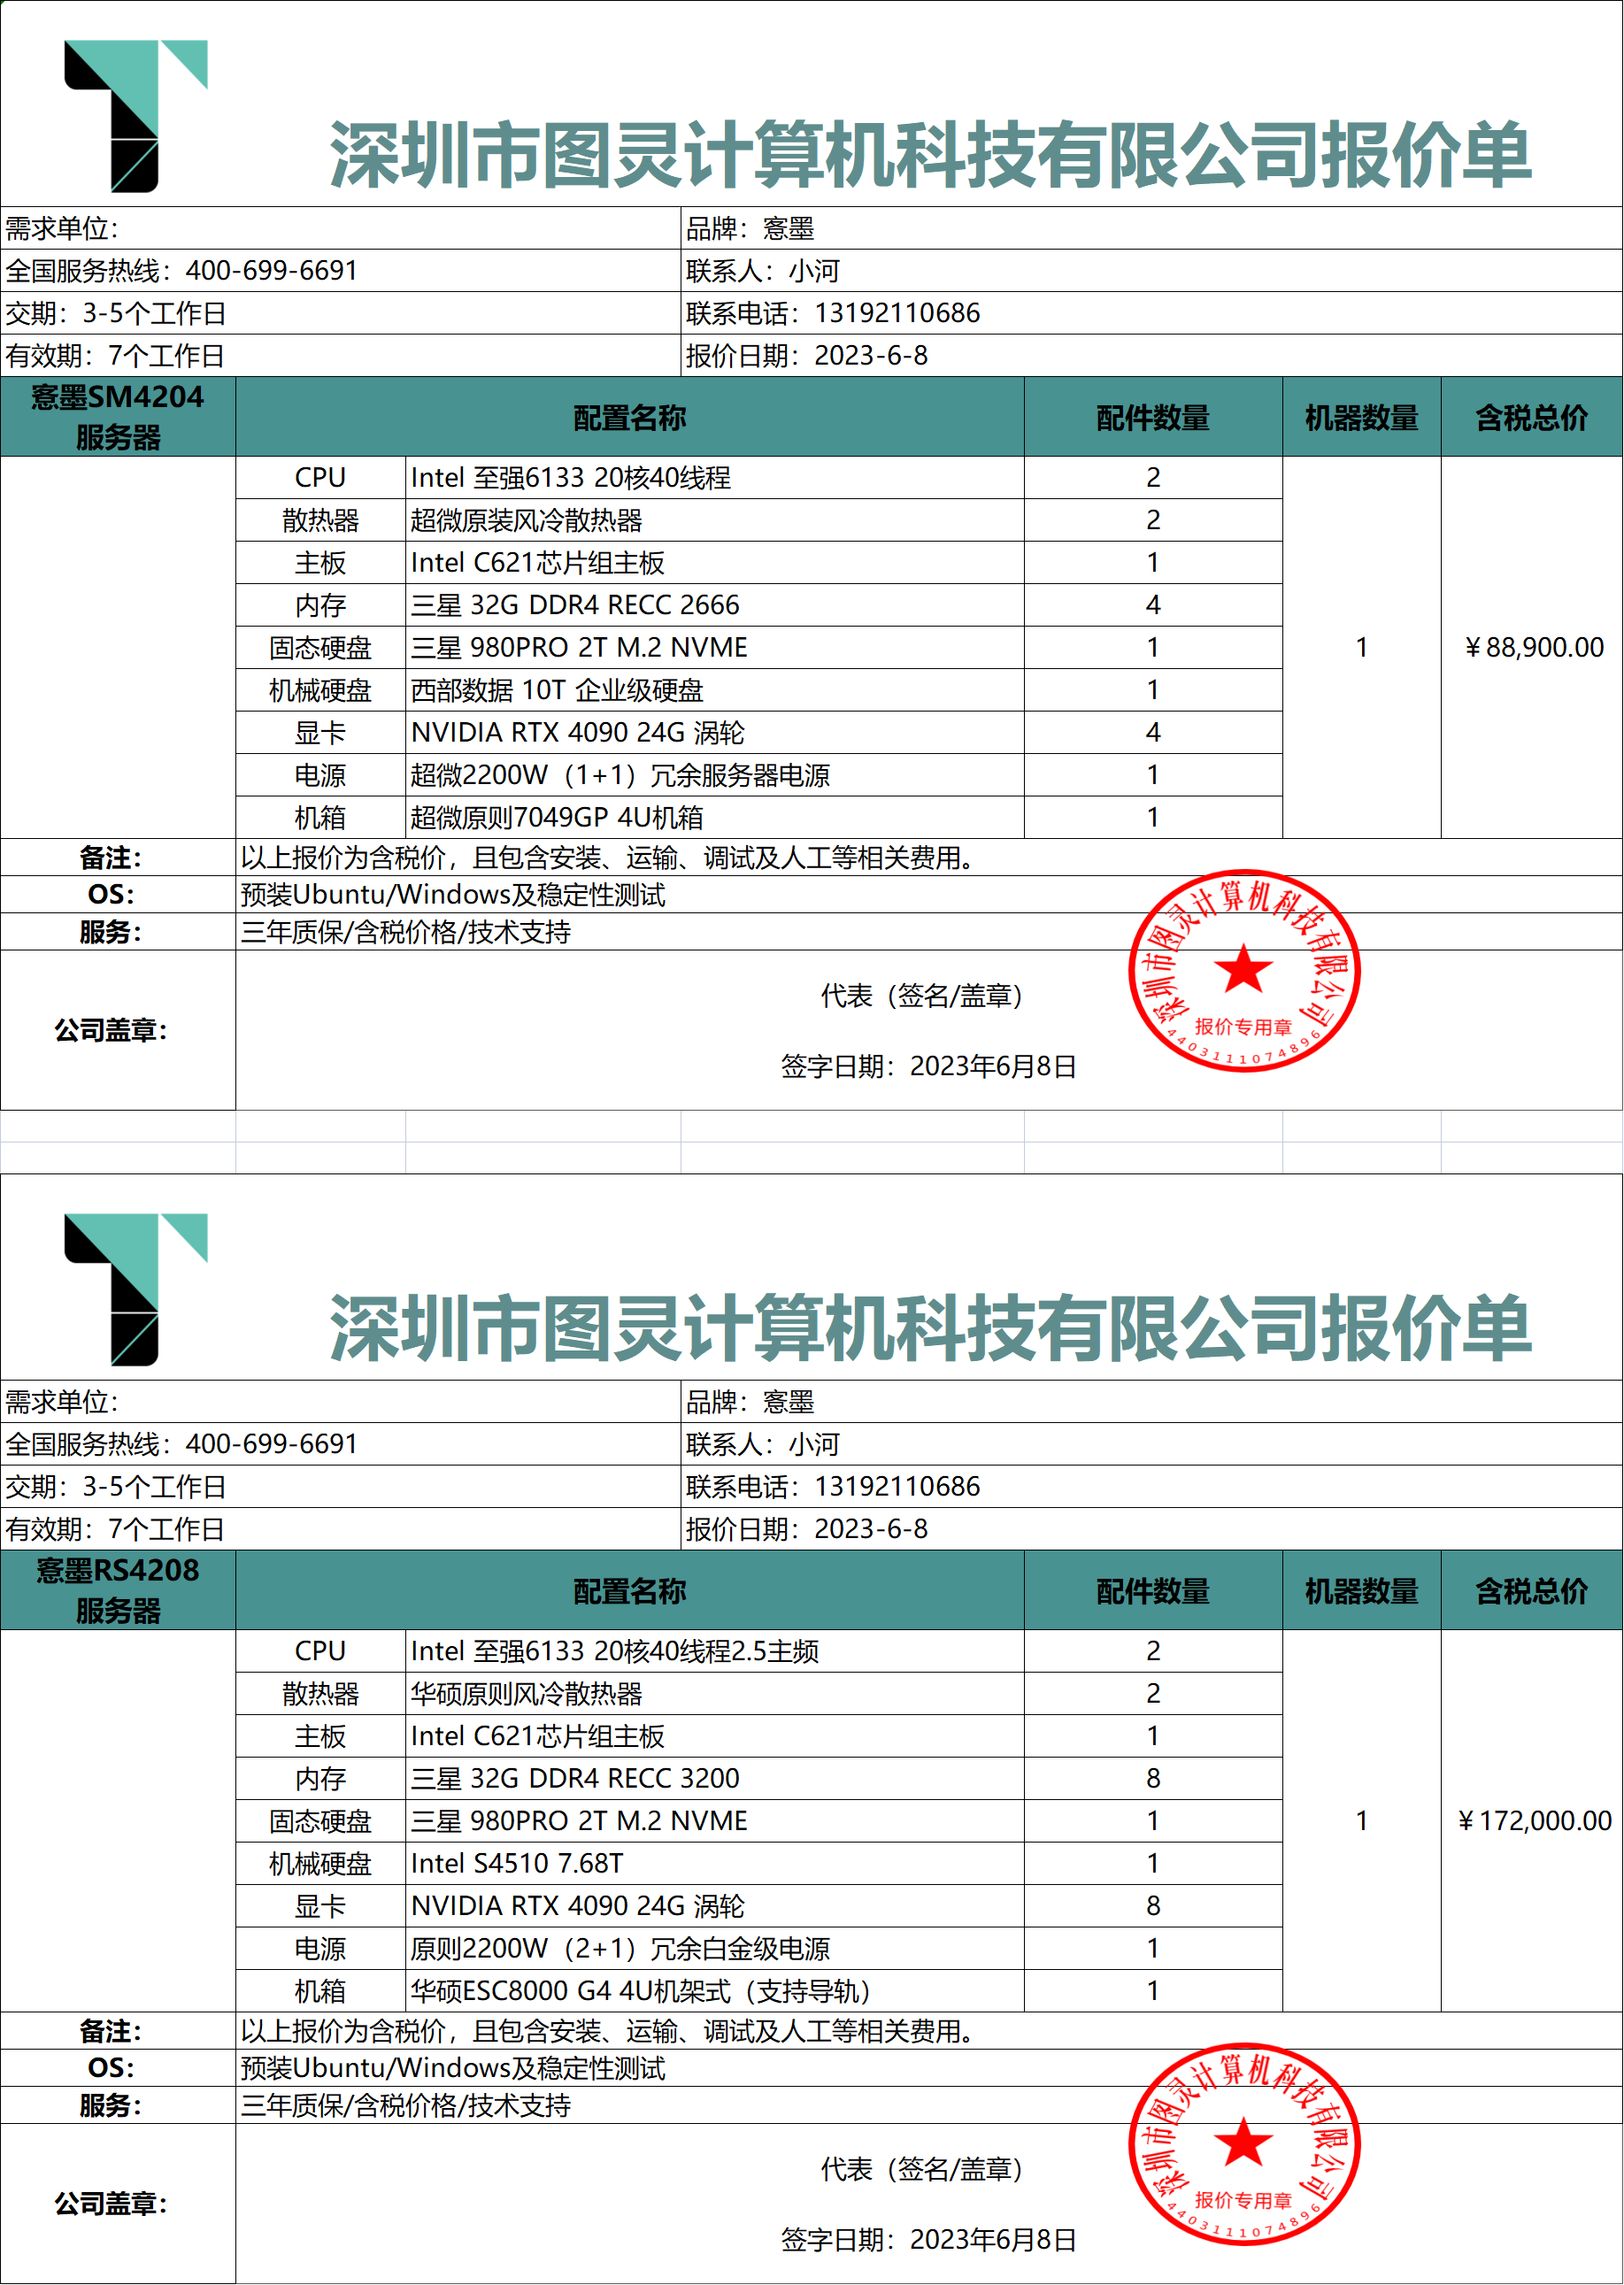 深圳市图灵计算机科技有限公司报价单
需求单位：
品牌：惷墨
全国服务热线：400-699-6691
联系人：小河
交期：3-5个工作日
联系电话：13192110686
有效期：7个工作日
报价日期：2023-6-8
惷墨SM4204
服务器
配置名称
配件数量
机器数量
含税总价
CPU
Intel 至强6133 20核40线程
2
散热器
超微原装风冷散热器
2
主板
Intel C621芯片组主板
1
内存
三星 32G DDR4 RECC 2666
4
固态硬盘
三星 980PRO 2T M.2 NVME
1
1
￥88,900.00
机械硬盘
西部数据 10T 企业级硬盘
1
显卡
NVIDIA RTX 4090 24G 涡轮
4
电源
超微2200W（1+1）冗余服务器电源
1
机箱
超微原则7049GP 4U机箱
1
备注：
以上报价为含税价，且包含安装、运输、调试及人工等相关费用。
OS：
预装Ubuntu/Windows及稳定性测试
服务：
三年质保/含税价格/技术支持
公司盖章：
代表（签名/盖章）
签字日期：2023年6月8日
深圳市图灵计算机科技有限公司
报价专用章
4403111074896
深圳市图灵计算机科技有限公司报价单
需求单位：
品牌：惷墨
全国服务热线：400-699-6691
联系人：小河
交期：3-5个工作日
联系电话：13192110686
有效期：7个工作日
报价日期：2023-6-8
惷墨RS4208
服务器
配置名称
配件数量
机器数量
含税总价
CPU
Intel 至强6133 20核40线程2.5主频
2
散热器
华硕原则风冷散热器
2
主板
Intel C621芯片组主板
1
内存
三星 32G DDR4 RECC 3200
8
固态硬盘
三星 980PRO 2T M.2 NVME
1
1
￥172,000.00
机械硬盘
Intel S4510 7.68T
1
显卡
NVIDIA RTX 4090 24G 涡轮
8
电源
原则2200W（2+1）冗余白金级电源
1
机箱
华硕ESC8000 G4 4U机架式（支持导轨）
1
备注：
以上报价为含税价，且包含安装、运输、调试及人工等相关费用。
OS：
预装Ubuntu/Windows及稳定性测试
服务：
三年质保/含税价格/技术支持
公司盖章：
代表（签名/盖章）
签字日期：2023年6月8日
深圳市图灵计算机科技有限公司
报价专用章
4403111074896